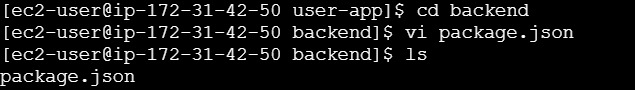 [ec2-user@ip-172-31-42-50 user-app]$ cd backend
[ec2-user@ip-172-31-42-50 backend]$ vi package.json
[ec2-user@ip-172-31-42-50 backend]$ ls
package.json